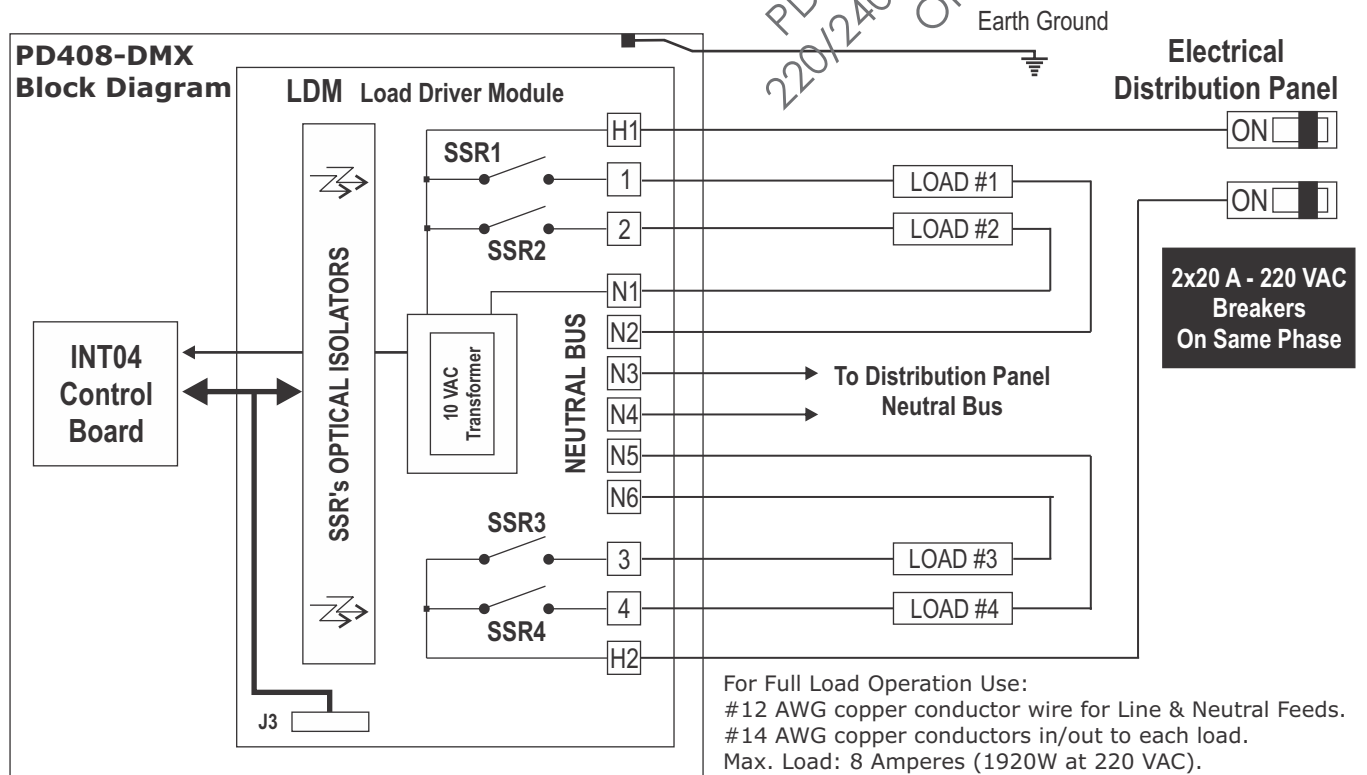 PD
220/240
O
Earth Ground
PD408-DMX
Block Diagram
Electrical
Distribution Panel
LDM Load Driver Module
H1
ON
SSR1
1
LOAD #1
ON
2
LOAD #2
SSR2
2x20 A - 220 VAC
Breakers
On Same Phase
N1
N2
N3
N4
N5
N6
NEUTRAL BUS
SSR's OPTICAL ISOLATORS
10 VAC
Transformer
INT04
Control
Board
To Distribution Panel
Neutral Bus
SSR3
3
LOAD #3
4
LOAD #4
SSR4
H2
J3
For Full Load Operation Use:
#12 AWG copper conductor wire for Line & Neutral Feeds.
#14 AWG copper conductors in/out to each load.
Max. Load: 8 Amperes (1920W at 220 VAC).